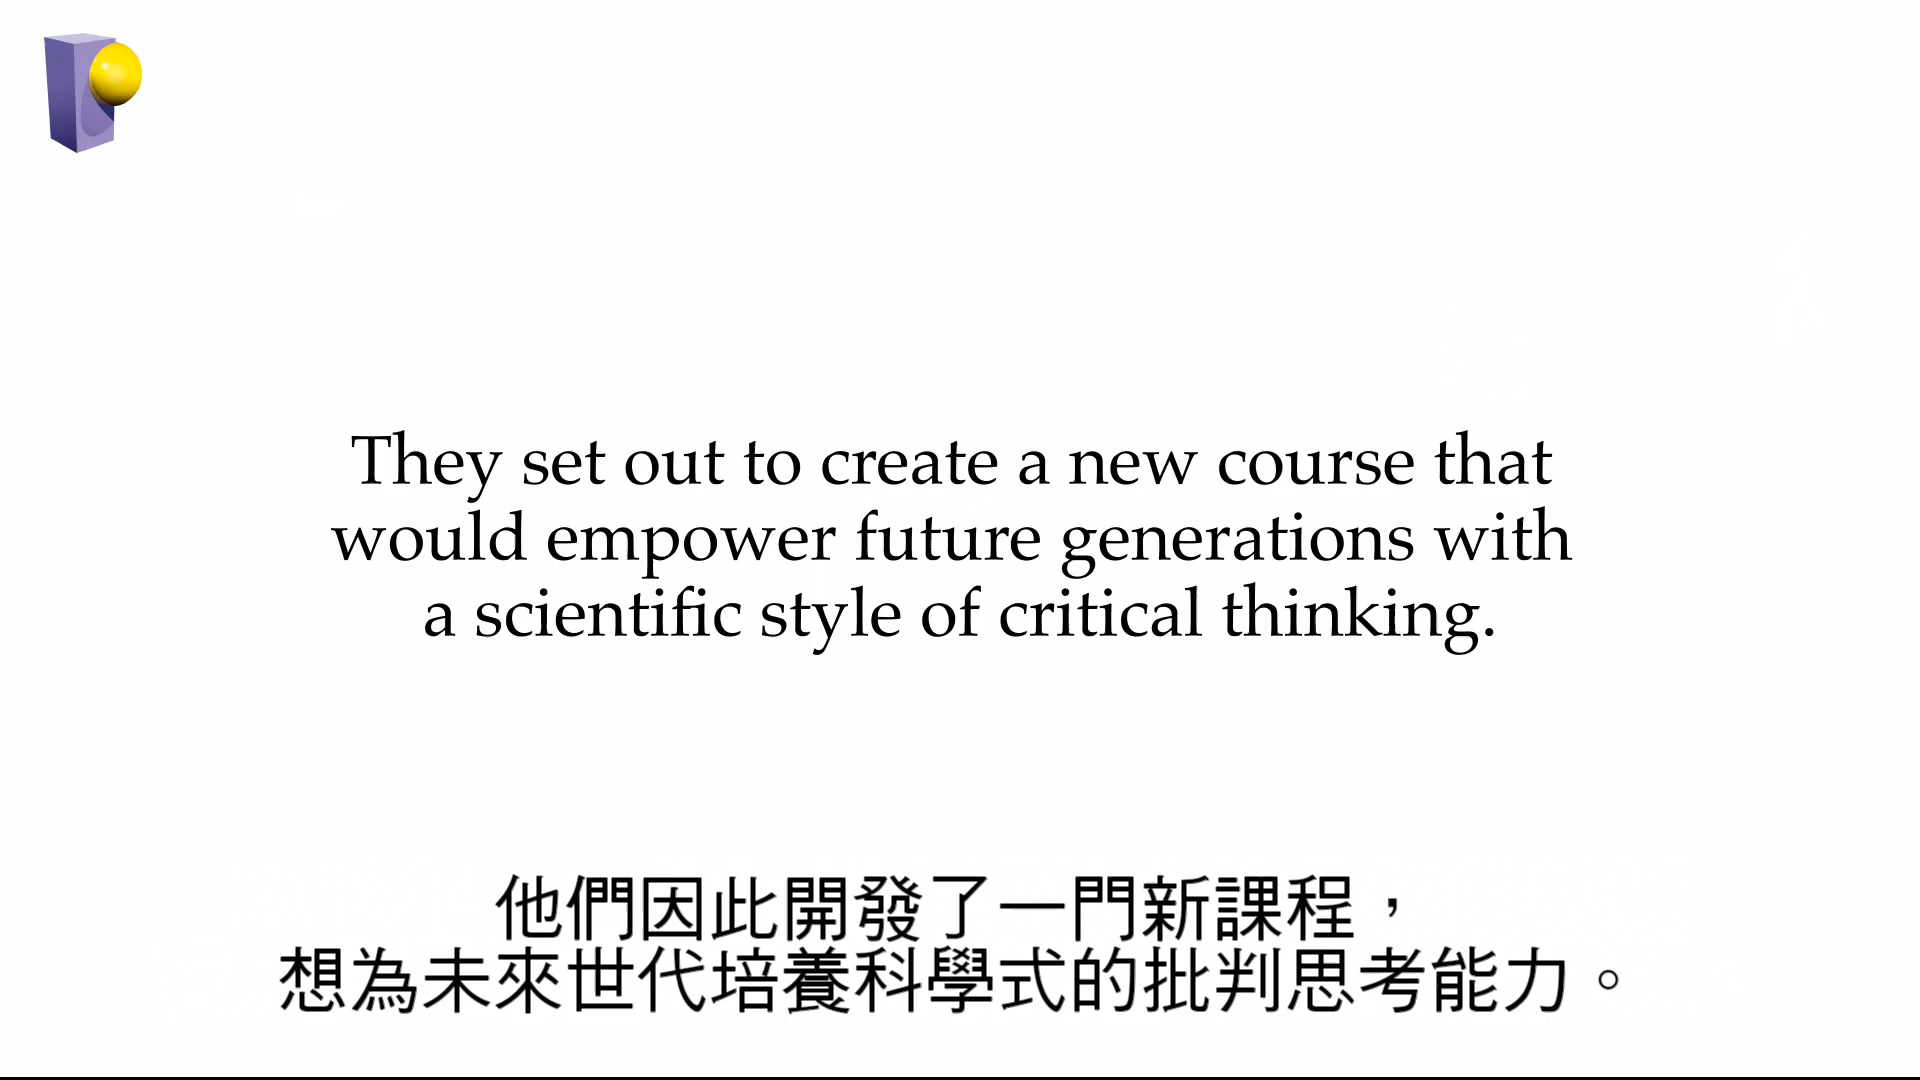 They set out to create a new course that
would empower future generations with
a scientific style of critical thinking.
他們因此開發了一門新課程，
想為未來世代培養科學式的批判思考能力。